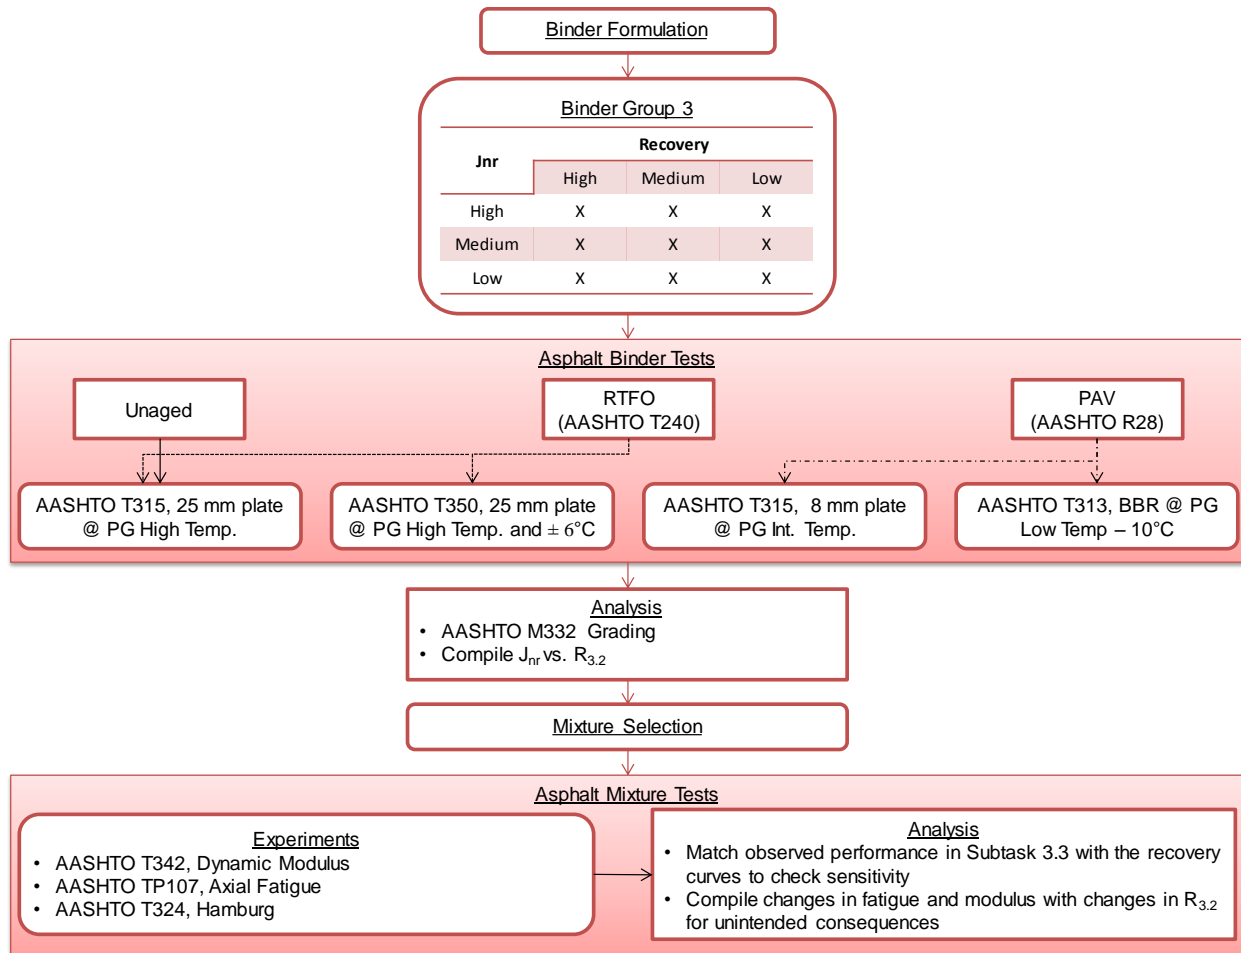 Binder Formulation
Binder Group 3
Jnr
Recovery
High Medium Low
High X X X
Medium X X X
Low X X X
Asphalt Binder Tests
Unaged
RTFO
(AASHTO T240)
PAV
(AASHTO R28)
AASHTO T315, 25 mm plate
@ PG High Temp.
AASHTO T350, 25 mm plate
@ PG High Temp. and ± 6°C
AASHTO T315, 8 mm plate
@ PG Int. Temp.
AASHTO T313, BBR @ PG
Low Temp – 10°C
Analysis
• AASHTO M332 Grading
• Compile Jnr vs. R3.2
Mixture Selection
Asphalt Mixture Tests
Experiments
• AASHTO T342, Dynamic Modulus
• AASHTO TP107, Axial Fatigue
• AASHTO T324, Hamburg
Analysis
• Match observed performance in Subtask 3.3 with the recovery
curves to check sensitivity
• Compile changes in fatigue and modulus with changes in R3.2
for unintended consequences